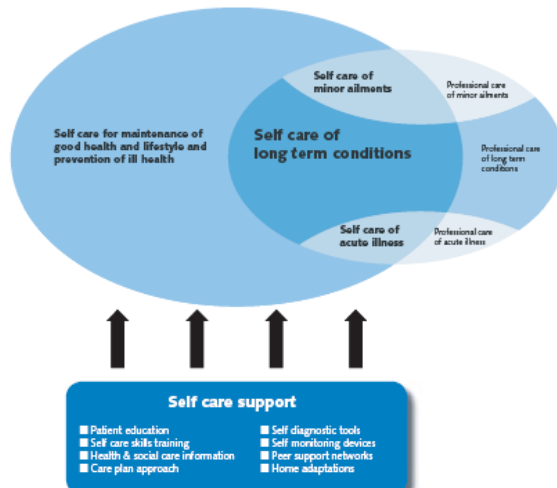 Self care of
minor ailments
Professional care
of minor ailments
Self care for maintenance of
good health and lifestyle and
prevention of ill health
Self care of
long term conditions
Professional care
of long term
conditions
Self care of
acute illness
Professional care
of acute illness
Self care support
Patient education
Self care skills training
Health & social care information
Care plan approach
Self diagnostic tools
Self monitoring devices
Peer support networks
Home adaptations